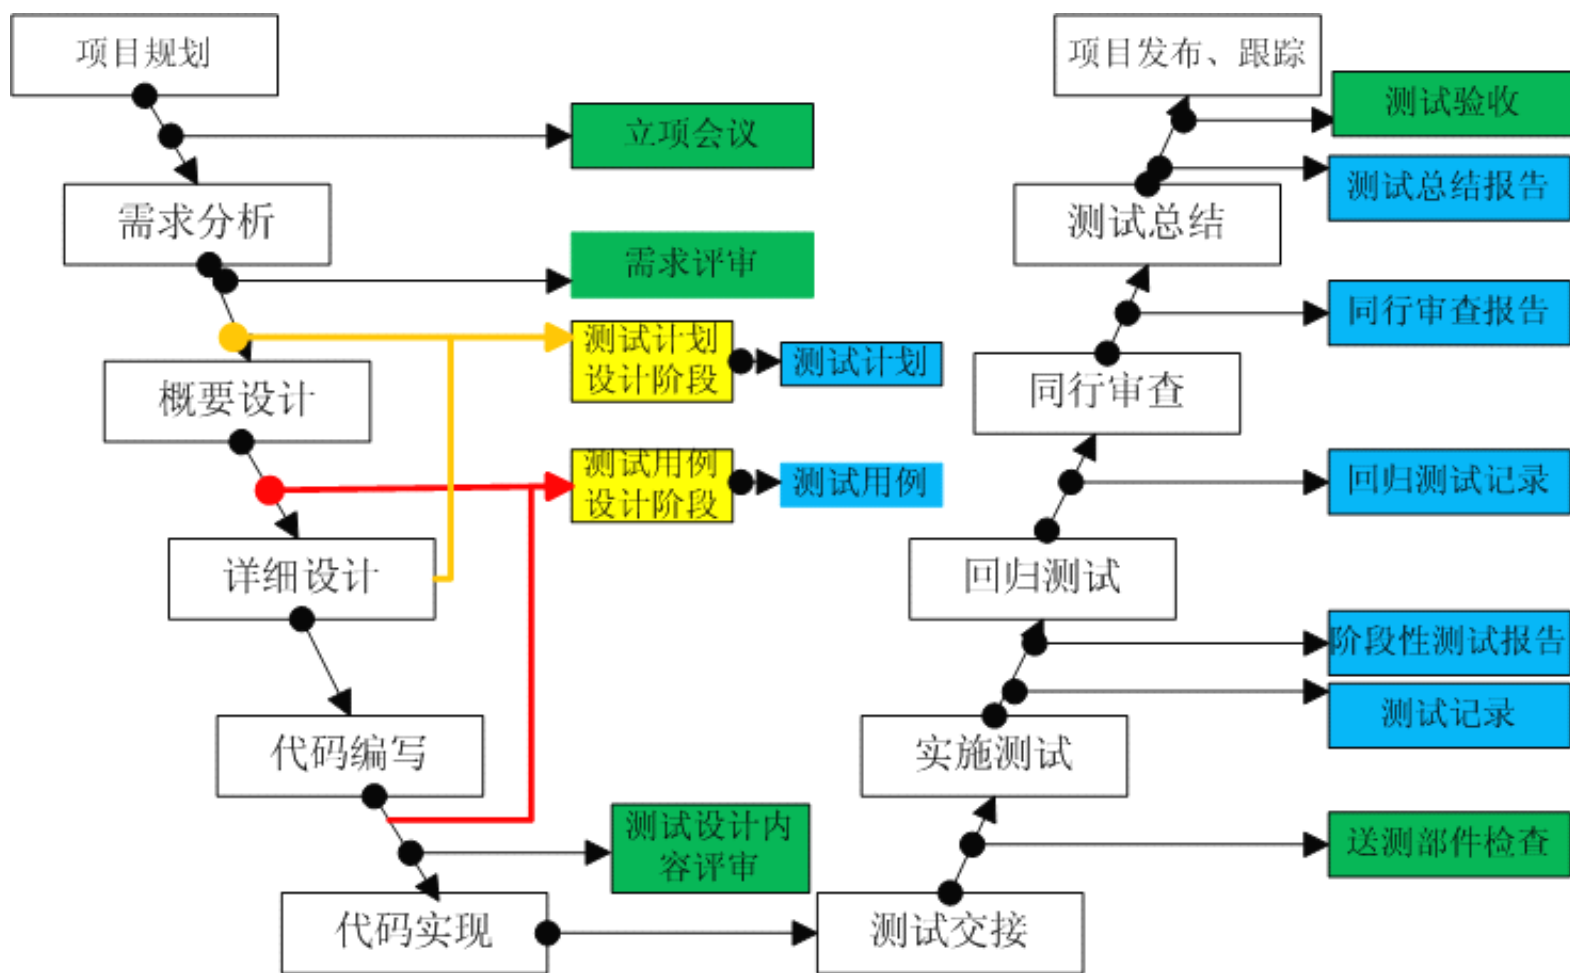 项目规划
立项会议
需求分析
需求评审
测试计划
设计阶段
测试计划
概要设计
测试用例
设计阶段
测试用例
详细设计
代码编写
测试设计内
容评审
代码实现
测试交接
送测部件检查
实施测试
测试记录
阶段性测试报告
回归测试
回归测试记录
同行审查
同行审查报告
测试总结
测试总结报告
测试验收
项目发布、跟踪